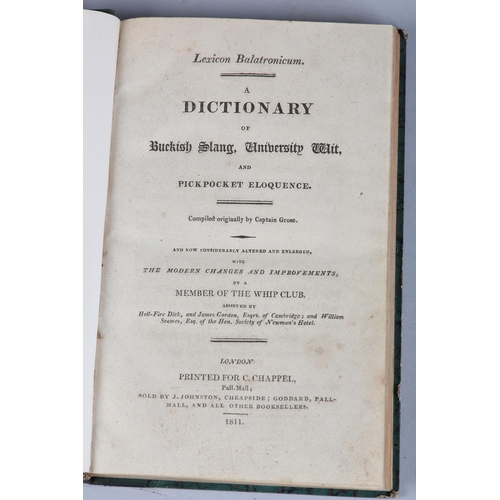 Lexicon Balatronicum.
A
DICTIONARY
OF
Buckish Slang, University Wit,
AND
PICKPOCKET ELOQUENCE.
Compiled originally by Captain Grose.
AND NOW CONSIDERABLY ALTERED AND ENLARGED,
WITH
THE MODERN CHANGES AND IMPROVEMENTS,
BY A
MEMBER OF THE WHIP CLUB.
ASSISTED BY
Hell-Fire Dick, and James Gordon, Esqrs. of Cambridge; and William
Soames, Esq. of the Hon. Society of Newman's Hotel.
LONDON:
PRINTED FOR C. CHAPPEL,
Pall-Mall;
SOLD BY J. JOHNSTON, CHEAPSIDE; GODDARD, PALL-
MALL, AND ALL OTHER BOOKSELLERS.
1811.